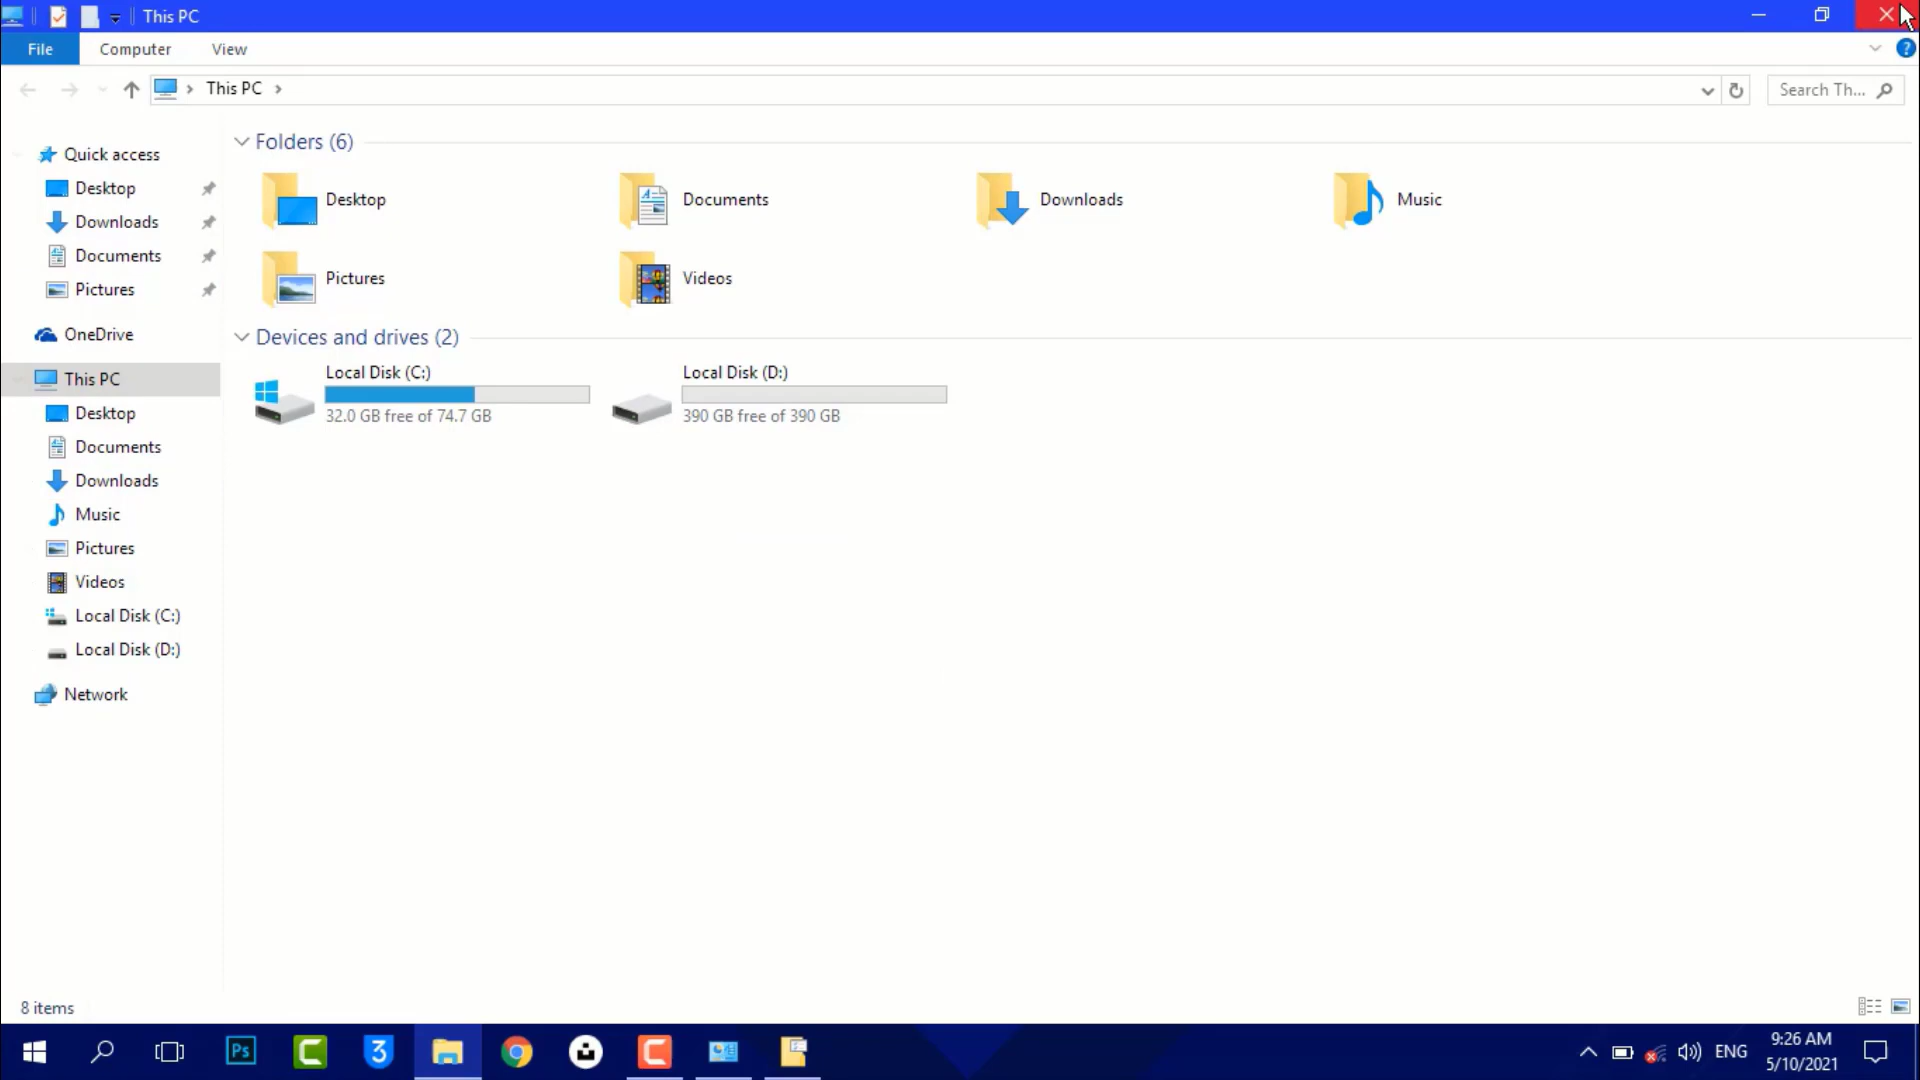 This PC
File Computer View
This PC
Search Th...
Quick access
Desktop
Downloads
Documents
Pictures
OneDrive
This PC
Desktop
Documents
Downloads
Music
Pictures
Videos
Local Disk (C:)
Local Disk (D:)
Network
Folders (6)
Desktop
Documents
Downloads
Music
Pictures
Videos
Devices and drives (2)
Local Disk (C:)
32.0 GB free of 74.7 GB
Local Disk (D:)
390 GB free of 390 GB
8 items
Ps
3
ENG
9:26 AM
5/10/2021